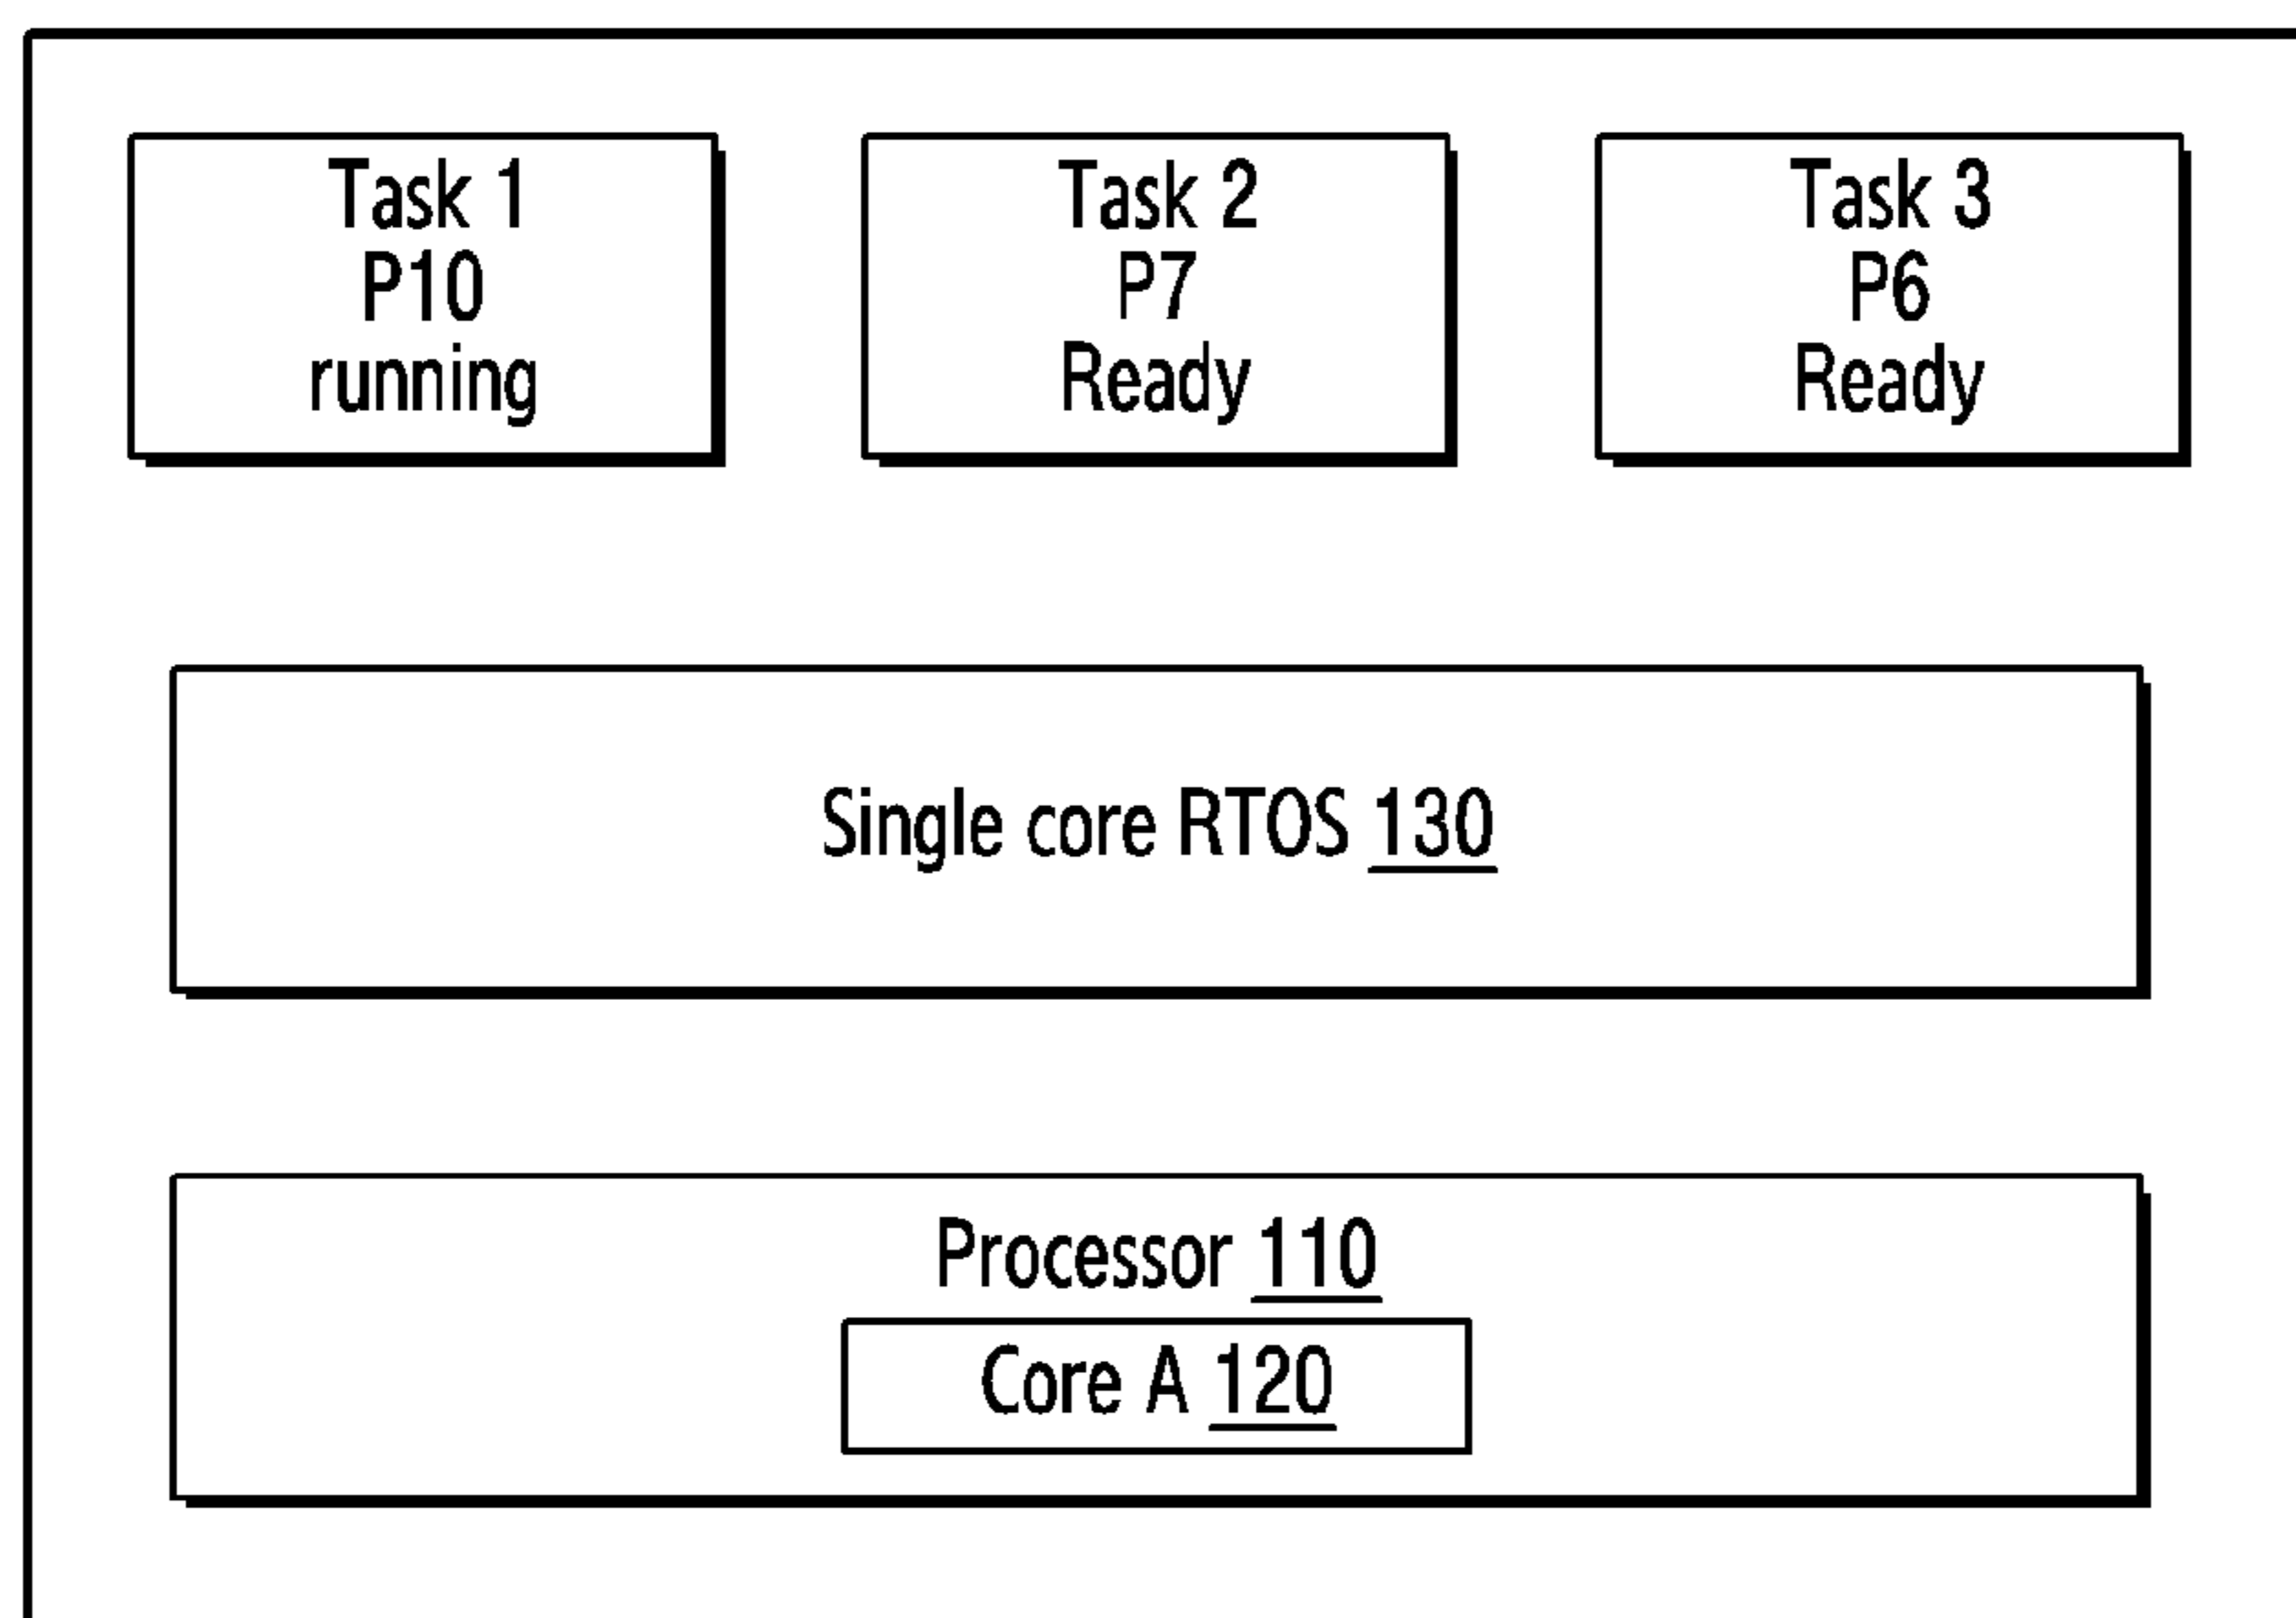 Task 1
P10
running
Task 2
P7
Ready
Task 3
P6
Ready
Single core RTOS 130
Processor 110
Core A 120